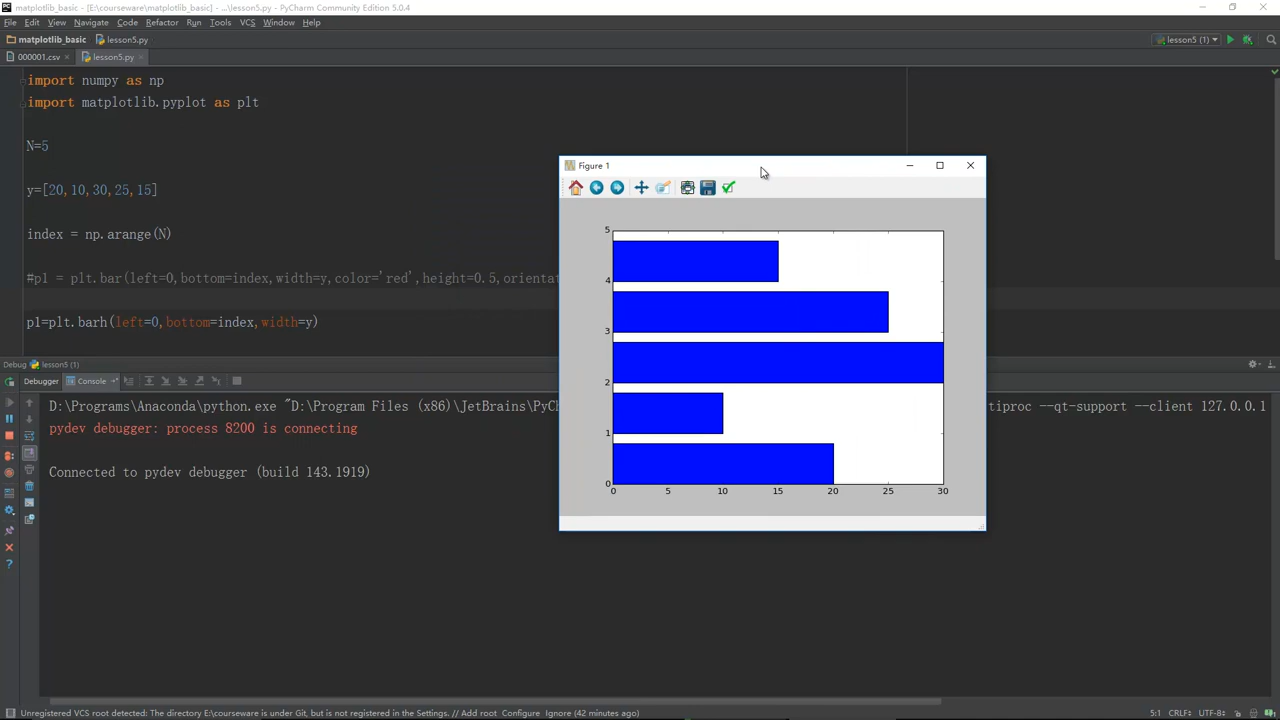 matplotlib_basic - [E:\courseware\matplotlib_basic] - ...\lesson5.py - PyCharm Community Edition 5.0.4
File Edit View Navigate Code Refactor Run Tools VCS Window Help
matplotlib_basic lesson5.py lesson5 (1)
000001.csv lesson5.py
import numpy as np
import matplotlib.pyplot as plt
N=5
y=[20,10,30,25,15]
index = np.arange(N)
#pl = plt.bar(left=0,bottom=index,width=y,color='red',height=0.5,orientat
pl=plt.barh(left=0,bottom=index,width=y)
Figure 1
5
4
3
2
1
0
0 5 10 15 20 25 30
Debug lesson5 (1)
Debugger Console
D:\Programs\Anaconda\python.exe "D:\Program Files (x86)\JetBrains\PyC tiproc --qt-support --client 127.0.0.1
pydev debugger: process 8200 is connecting
Connected to pydev debugger (build 143.1919)
Unregistered VCS root detected: The directory E:\courseware is under Git, but is not registered in the Settings. // Add root Configure Ignore (42 minutes ago) 5:1 CRLF÷ UTF-8÷